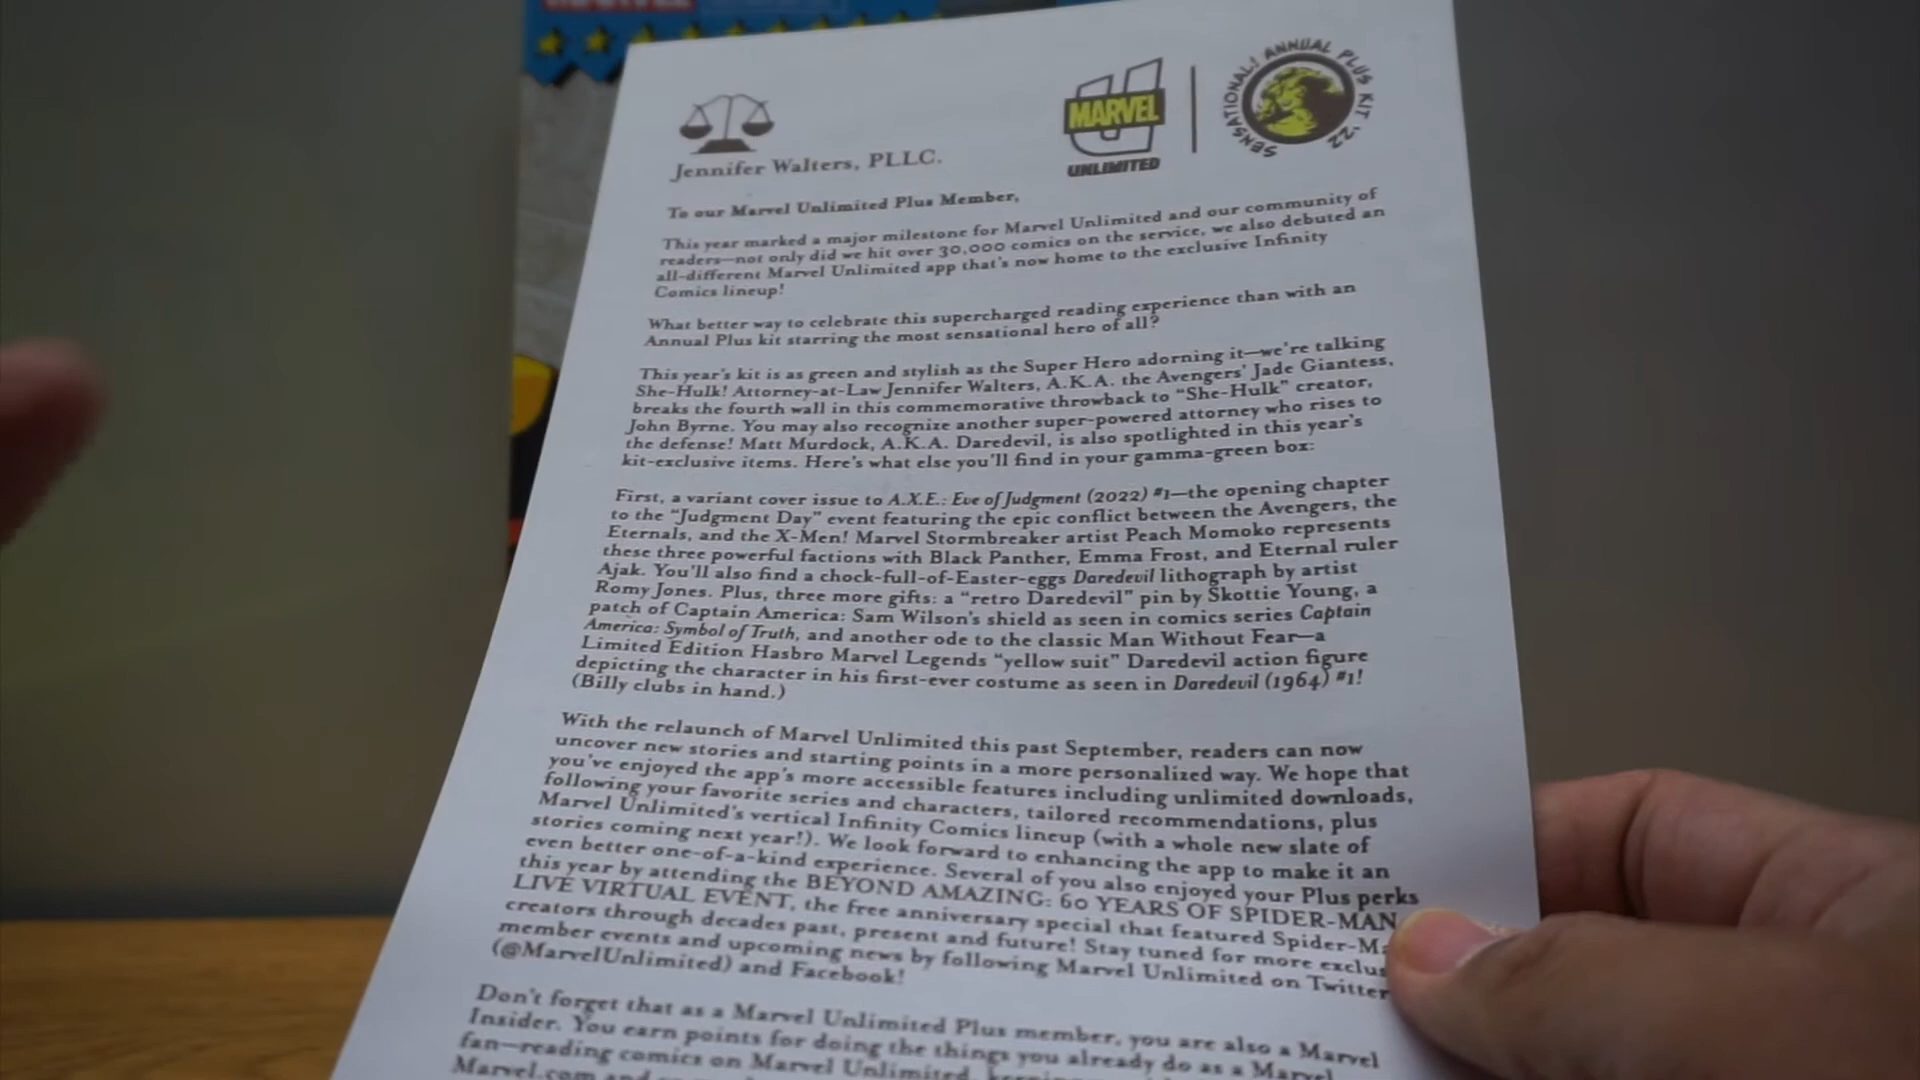 MARVEL
Jennifer Walters, PLLC.
MARVEL
UNLIMITED
SENSATIONAL! ANNUAL PLUS KIT '22
To our Marvel Unlimited Plus Member,
This year marked a major milestone for Marvel Unlimited and our community of
readers—not only did we hit over 30,000 comics on the service, we also debuted an
all-different Marvel Unlimited app that's now home to the exclusive Infinity
Comics lineup!
What better way to celebrate this supercharged reading experience than with an
Annual Plus kit starring the most sensational hero of all?
This year's kit is as green and stylish as the Super Hero adorning it—we're talking
She-Hulk! Attorney-at-Law Jennifer Walters, A.K.A. the Avengers' Jade Giantess,
breaks the fourth wall in this commemorative throwback to "She-Hulk" creator,
John Byrne. You may also recognize another super-powered attorney who rises to
the defense! Matt Murdock, A.K.A. Daredevil, is also spotlighted in this year's
kit-exclusive items. Here's what else you'll find in your gamma-green box:
First, a variant cover issue to A.X.E.: Eve of Judgment (2022) #1—the opening chapter
to the "Judgment Day" event featuring the epic conflict between the Avengers, the
Eternals, and the X-Men! Marvel Stormbreaker artist Peach Momoko represents
these three powerful factions with Black Panther, Emma Frost, and Eternal ruler
Ajak. You'll also find a chock-full-of-Easter-eggs Daredevil lithograph by artist
Romy Jones. Plus, three more gifts: a "retro Daredevil" pin by Skottie Young, a
patch of Captain America: Sam Wilson's shield as seen in comics series Captain
America: Symbol of Truth, and another ode to the classic Man Without Fear—a
Limited Edition Hasbro Marvel Legends "yellow suit" Daredevil action figure
depicting the character in his first-ever costume as seen in Daredevil (1964) #1!
(Billy clubs in hand.)
With the relaunch of Marvel Unlimited this past September, readers can now
uncover new stories and starting points in a more personalized way. We hope that
you've enjoyed the app's more accessible features including unlimited downloads,
following your favorite series and characters, tailored recommendations, plus
Marvel Unlimited's vertical Infinity Comics lineup (with a whole new slate of
stories coming next year!). We look forward to enhancing the app to make it an
even better one-of-a-kind experience. Several of you also enjoyed your Plus perks
this year by attending the BEYOND AMAZING: 60 YEARS OF SPIDER-MAN
LIVE VIRTUAL EVENT, the free anniversary special that featured Spider-Ma
creators through decades past, present and future! Stay tuned for more exclus
member events and upcoming news by following Marvel Unlimited on Twitter
(@MarvelUnlimited) and Facebook!
Don't forget that as a Marvel Unlimited Plus member, you are also a Marvel
Insider. You earn points for doing the things you already do as a Marvel
fan—reading comics on Marvel Unlimited,
Marvel.com and